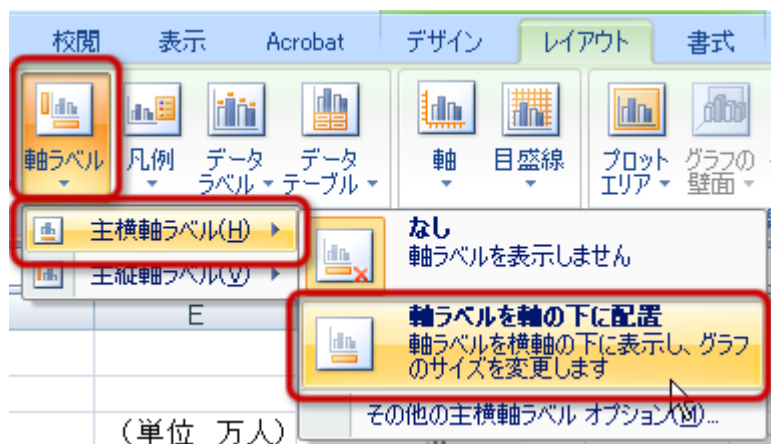 校閲 表示 Acrobat デザイン レイアウト 書式
軸ラベル 凡例 データ ラベル データ テーブル 軸 目盛線 プロット エリア グラフの 壁面
主横軸ラベル(H)
主縦軸ラベル(V)
なし
軸ラベルを表示しません
軸ラベルを軸の下に配置
軸ラベルを横軸の下に表示し、グラフ
のサイズを変更します
その他の主横軸ラベル オプション(M)...
E
(単位 万人)